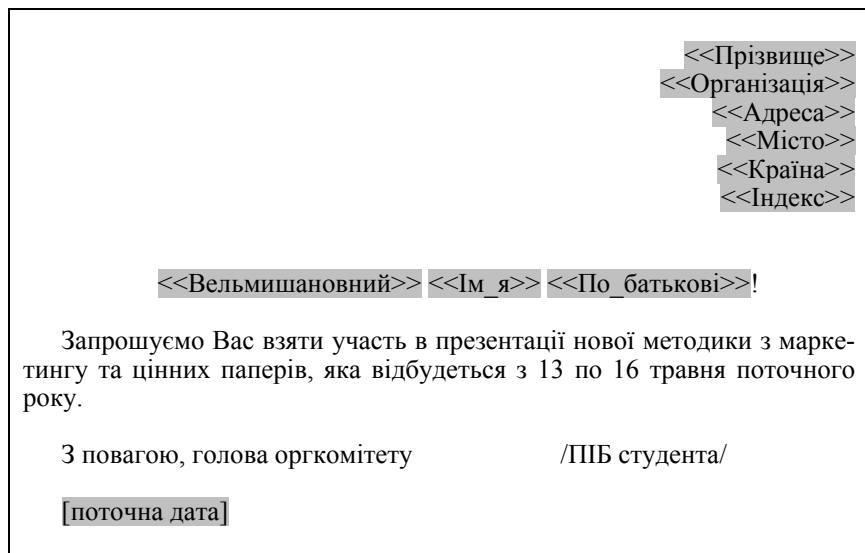 <<Прізвище>>
<<Організація>>
<<Адреса>>
<<Місто>>
<<Країна>>
<<Індекс>>
<<Вельмишановний>> <<Ім_я>> <<По_батькові>>!
Запрошуємо Вас взяти участь в презентації нової методики з марке-
тингу та цінних паперів, яка відбудеться з 13 по 16 травня поточного
року.
З повагою, голова оргкомітету /ПІБ студента/
[поточна дата]